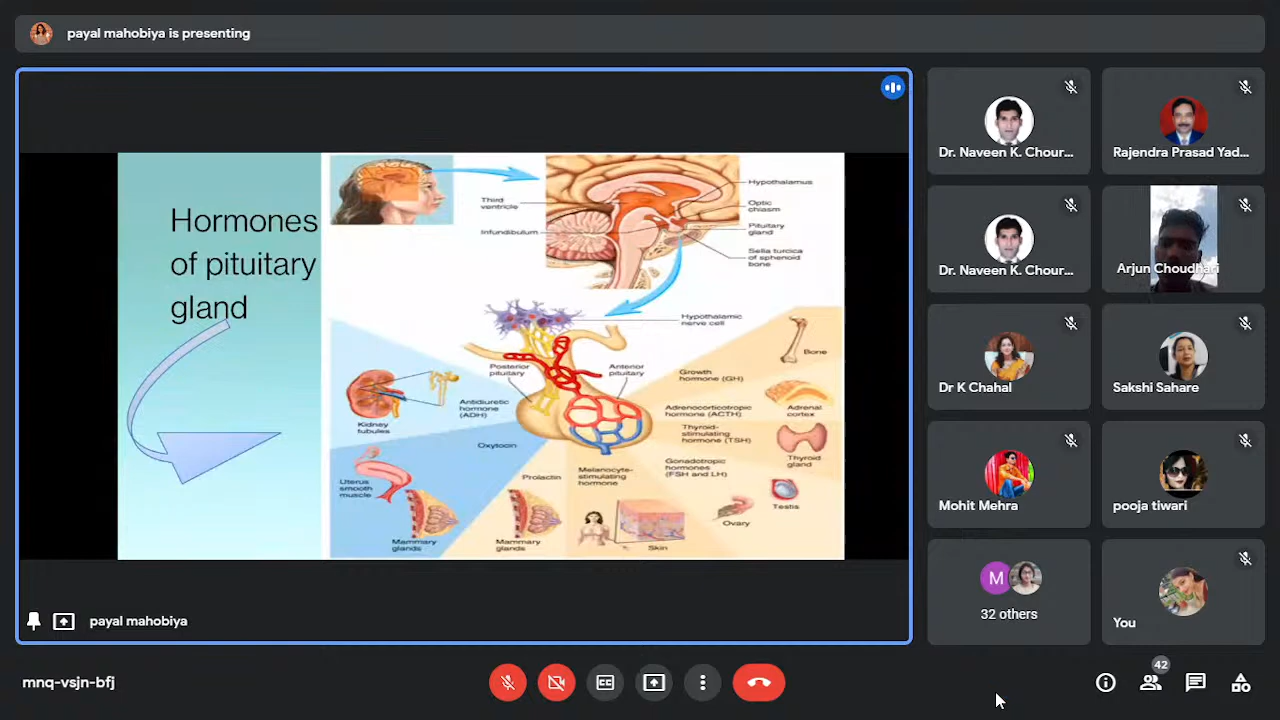 payal mahobiya is presenting
Hormones
of pituitary
gland
Third
ventricle
Infundibulum
Hypothalamus
Optic
chiasm
Pituitary
gland
Sella turcica
of sphenoid
bone
Hypothalamic
nerve cell
Posterior
pituitary
Anterior
pituitary
Bone
Growth
hormone (GH)
Antidiuretic
hormone
(ADH)
Kidney
tubules
Adrenocorticotropic
hormone (ACTH)
Adrenal
cortex
Thyroid-
stimulating
hormone (TSH)
Thyroid
gland
Oxytocin
Gonadotropic
hormones
(FSH and LH)
Prolactin
Melanocyte-
stimulating
hormone
Uterus
smooth
muscle
Testis
Ovary
Mammary
glands
Mammary
glands
Skin
payal mahobiya
Dr. Naveen K. Chour...
Rajendra Prasad Yad...
Dr. Naveen K. Chour...
Arjun Choudhari
Dr K Chahal
Sakshi Sahare
Mohit Mehra
pooja tiwari
M
32 others
You
mnq-vsjn-bfj
CC
42